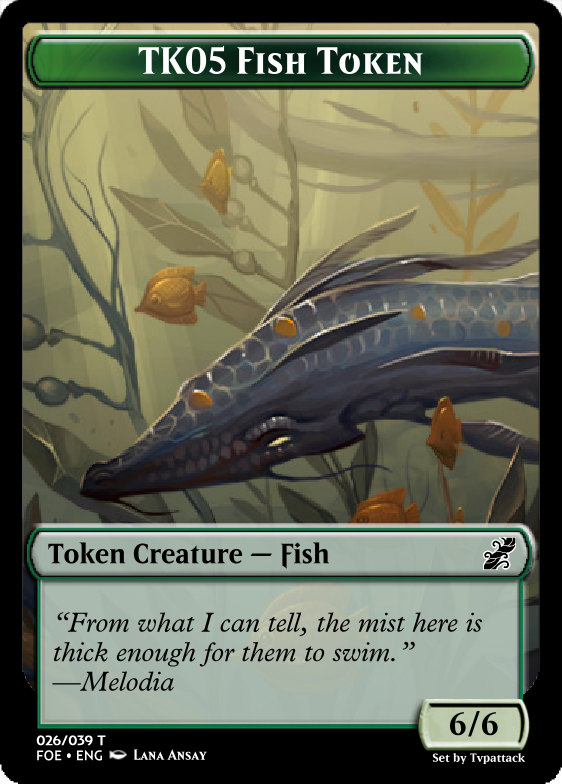 TK05 Fish Token
Token Creature — Fish
“From what I can tell, the mist here is
thick enough for them to swim.”
—Melodia
6/6
026/039 T
FOE • ENG Lana Ansay
Set by Tvpattack